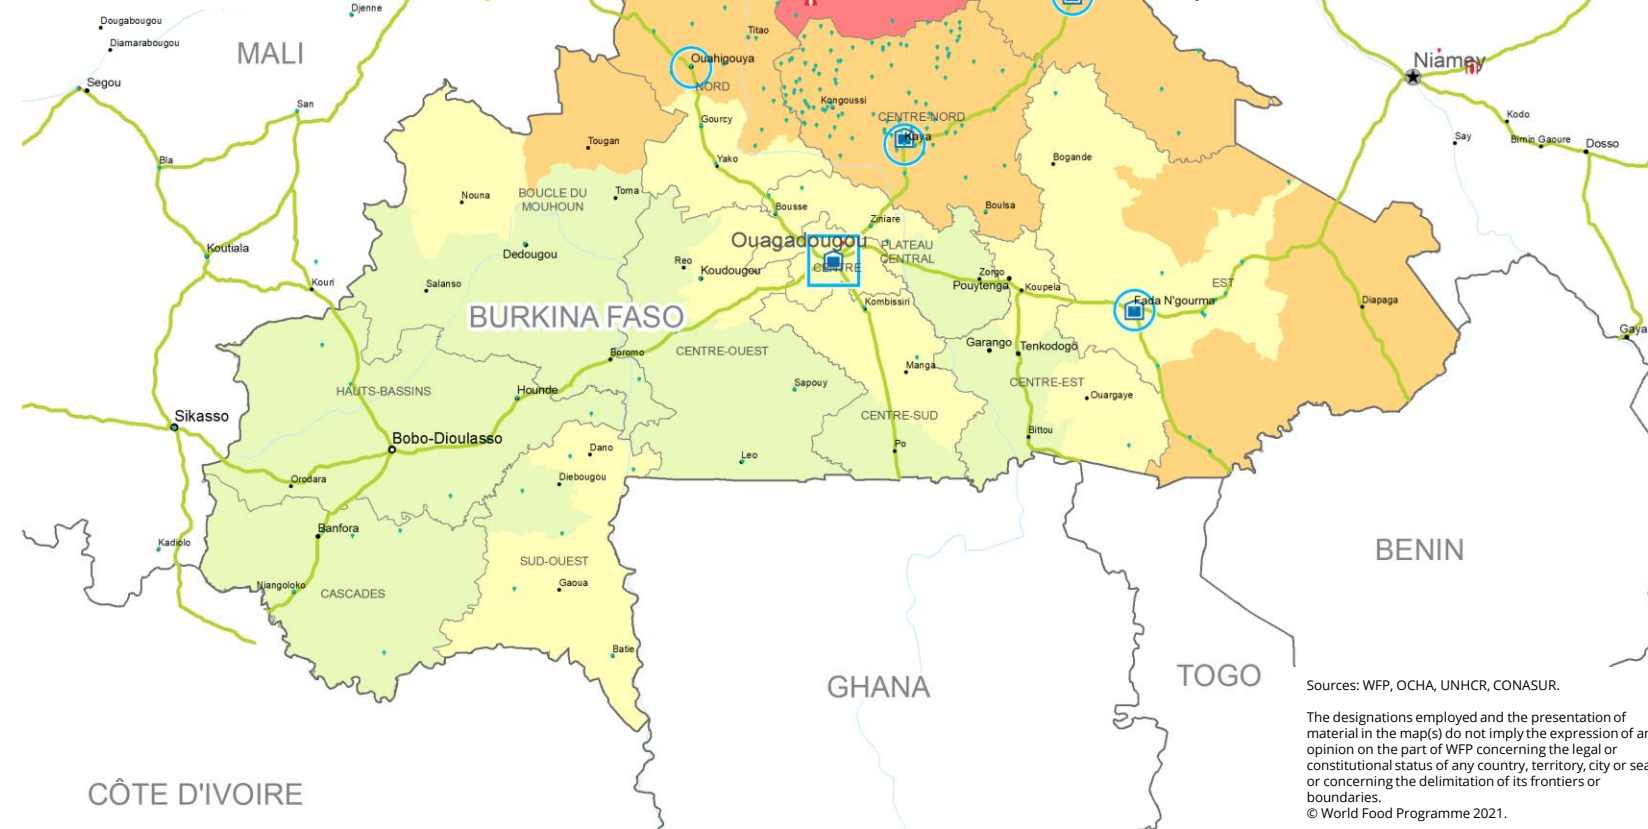 Djenne
Dougabougou
Diamarabougou
MALI
Segou
San
Bla
Koutiala
Kouri
Sikasso
Kadiolo
Titao
Ouahigouya
NORD
Gourcy
Kongoussi
CENTRE-NORD
Kaya
Tougan
Yako
Bogande
Nouna
BOUCLE DU
MOUHOUN
Toma
Bousse
Boulsa
Ziniare
Ouagadougou
CENTRE
PLATEAU
CENTRAL
Dedougou
Reo
Koudougou
Salanso
Zorgo
Pouytenga
Koupela
Kombissiri
Fada N'gourma
EST
Diapaga
BURKINA FASO
Boromo
CENTRE-OUEST
Garango
Tenkodogo
Manga
CENTRE-EST
Ouargaye
HAUTS-BASSINS
Hounde
Sapouy
CENTRE-SUD
Bobo-Dioulasso
Dano
Leo
Po
Bittou
Orodara
Diebougou
Banfora
SUD-OUEST
Gaoua
Niangoloko
CASCADES
Batie
Niamey
Kodo
Say
Birnin Gaoure
Dosso
Gaya
BENIN
TOGO
GHANA
CÔTE D'IVOIRE
Sources: WFP, OCHA, UNHCR, CONASUR.
The designations employed and the presentation of
material in the map(s) do not imply the expression of an
opinion on the part of WFP concerning the legal or
constitutional status of any country, territory, city or sea
or concerning the delimitation of its frontiers or
boundaries.
© World Food Programme 2021.